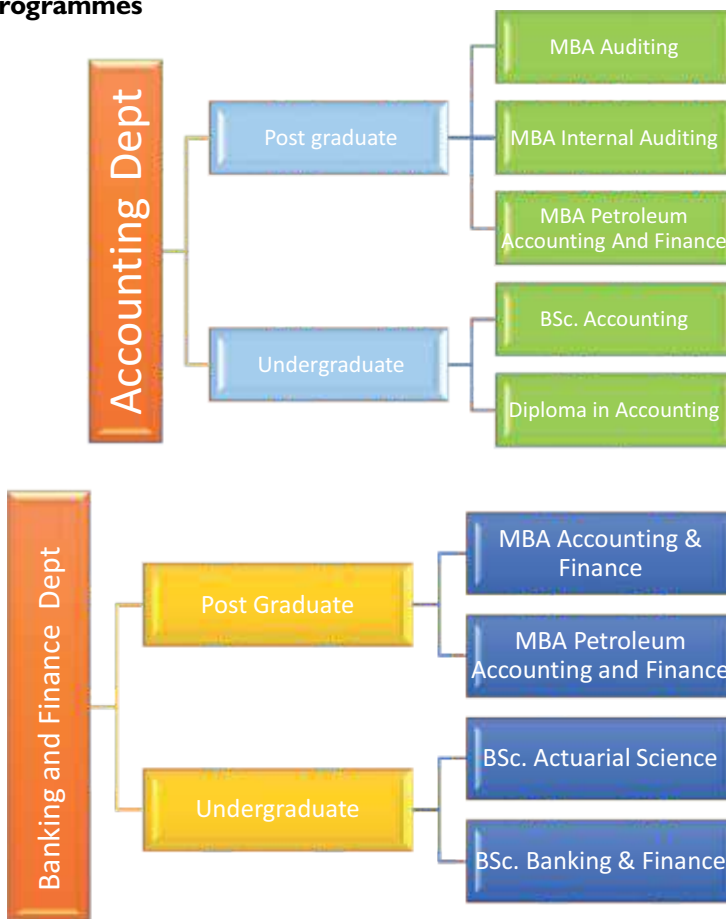 rogrammes
Accounting Dept
Post graduate
MBA Auditing
MBA Internal Auditing
MBA Petroleum
Accounting And Finance
Undergraduate
BSc. Accounting
Diploma in Accounting
Banking and Finance Dept
Post Graduate
MBA Accounting &
Finance
MBA Petroleum
Accounting and Finance
Undergraduate
BSc. Actuarial Science
BSc. Banking & Finance